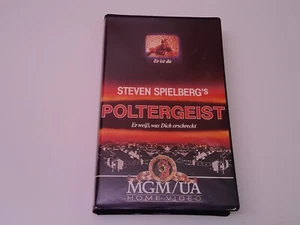 Er ist da
STEVEN SPIELBERG'S
POLTERGEIST
Er weiß, was Dich erschreckt
MGM/UA
HOME VIDEO